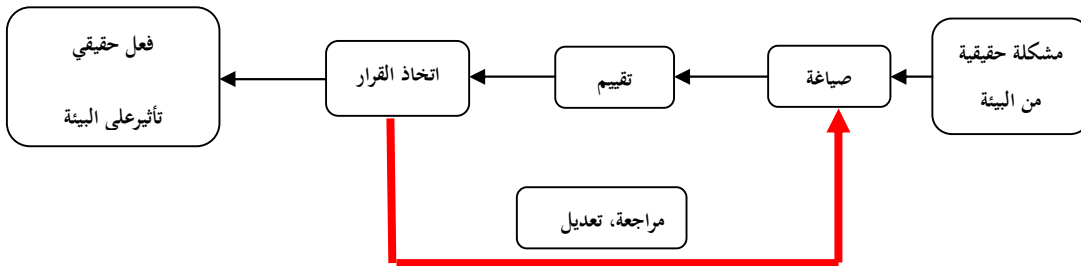 مشكلة حقيقية
من البيئة
صياغة
تقييم
اتخاذ القرار
فعل حقيقي
تأثيرعلى البيئة
مراجعة، تعديل